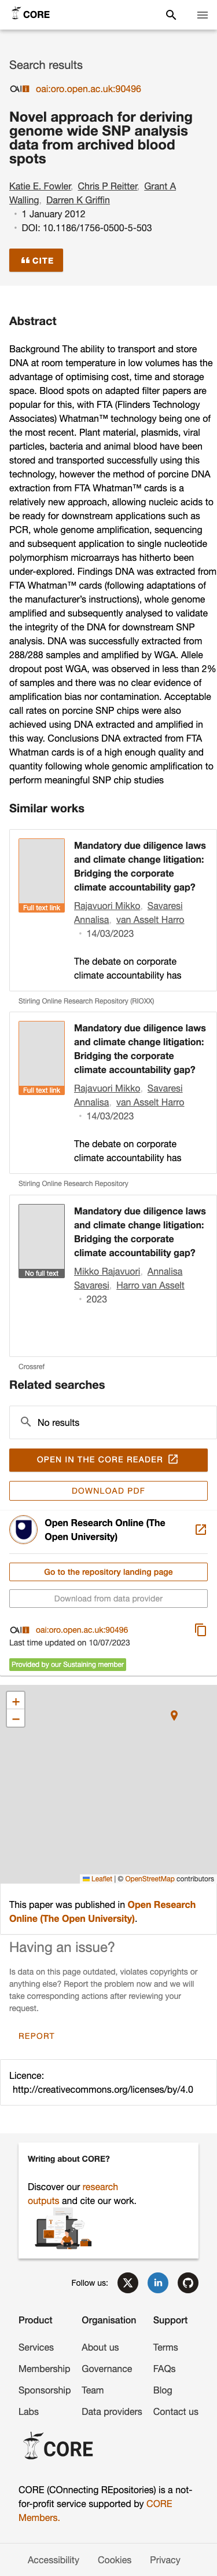 CORE
Search results
OAI oai:oro.open.ac.uk:90496
Novel approach for deriving
genome wide SNP analysis
data from archived blood
spots
Katie E. Fowler, Chris P Reitter, Grant A
Walling, Darren K Griffin
• 1 January 2012
• DOI: 10.1186/1756-0500-5-503
CITE
Abstract
Background The ability to transport and store
DNA at room temperature in low volumes has the
advantage of optimising cost, time and storage
space. Blood spots on adapted filter papers are
popular for this, with FTA (Flinders Technology
Associates) Whatman™ technology being one of
the most recent. Plant material, plasmids, viral
particles, bacteria and animal blood have been
stored and transported successfully using this
technology, however the method of porcine DNA
extraction from FTA Whatman™ cards is a
relatively new approach, allowing nucleic acids to
be ready for downstream applications such as
PCR, whole genome amplification, sequencing
and subsequent application to single nucleotide
polymorphism microarrays has hitherto been
under-explored. Findings DNA was extracted from
FTA Whatman™ cards (following adaptations of
the manufacturer’s instructions), whole genome
amplified and subsequently analysed to validate
the integrity of the DNA for downstream SNP
analysis. DNA was successfully extracted from
288/288 samples and amplified by WGA. Allele
dropout post WGA, was observed in less than 2%
of samples and there was no clear evidence of
amplification bias nor contamination. Acceptable
call rates on porcine SNP chips were also
achieved using DNA extracted and amplified in
this way. Conclusions DNA extracted from FTA
Whatman cards is of a high enough quality and
quantity following whole genomic amplification to
perform meaningful SNP chip studies
Similar works
Mandatory due diligence laws
and climate change litigation:
Bridging the corporate
climate accountability gap?
Full text link
Rajavuori Mikko, Savaresi
Annalisa, van Asselt Harro
• 14/03/2023
The debate on corporate
climate accountability has
Stirling Online Research Repository (RIOXX)
Mandatory due diligence laws
and climate change litigation:
Bridging the corporate
climate accountability gap?
Full text link
Rajavuori Mikko, Savaresi
Annalisa, van Asselt Harro
• 14/03/2023
The debate on corporate
climate accountability has
Stirling Online Research Repository
Mandatory due diligence laws
and climate change litigation:
Bridging the corporate
climate accountability gap?
No full text
Mikko Rajavuori, Annalisa
Savaresi, Harro van Asselt
• 2023
Crossref
Related searches
No results
OPEN IN THE CORE READER
DOWNLOAD PDF
Open Research Online (The
Open University)
Go to the repository landing page
Download from data provider
OAI oai:oro.open.ac.uk:90496
Last time updated on 10/07/2023
Provided by our Sustaining member
+
−
Leaflet | © OpenStreetMap contributors
This paper was published in Open Research
Online (The Open University).
Having an issue?
Is data on this page outdated, violates copyrights or
anything else? Report the problem now and we will
take corresponding actions after reviewing your
request.
REPORT
Licence:
http://creativecommons.org/licenses/by/4.0
Writing about CORE?
Discover our research
outputs and cite our work.
Follow us:
Product Organisation Support
Services About us Terms
Membership Governance FAQs
Sponsorship Team Blog
Labs Data providers Contact us
CORE
CORE (COnnecting REpositories) is a not-
for-profit service supported by CORE
Members.
Accessibility Cookies Privacy